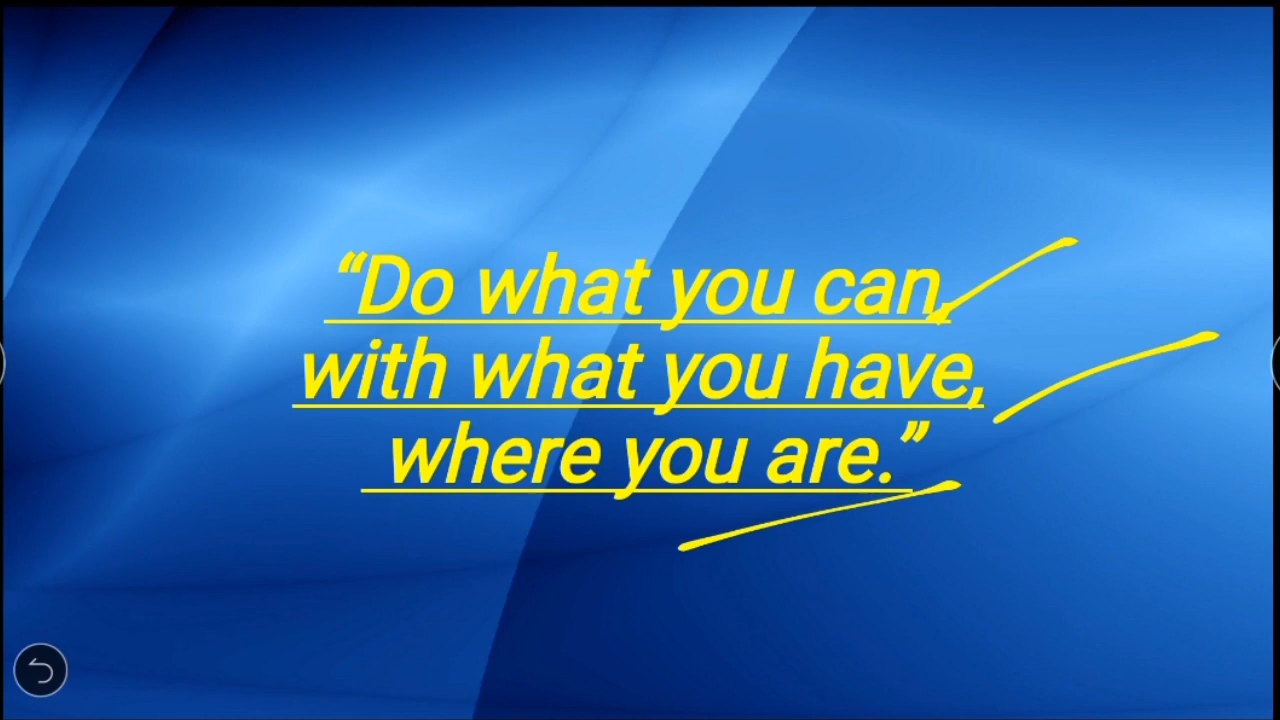 “Do what you can,
with what you have,
where you are.”